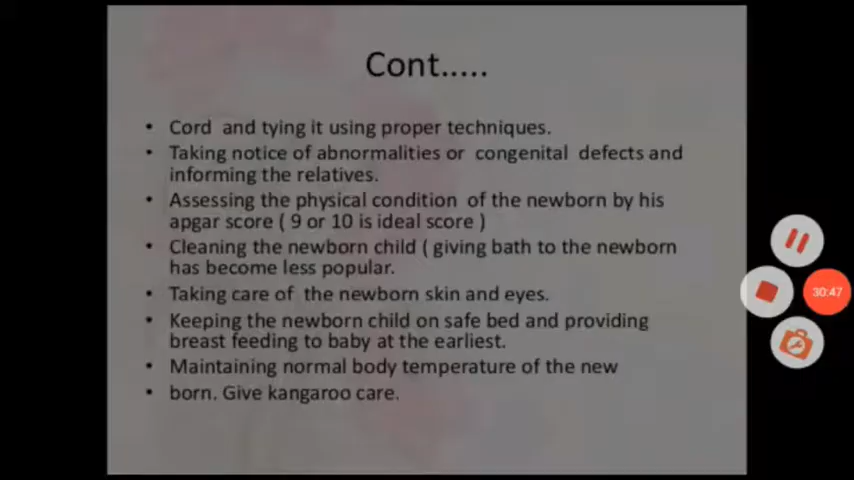 Cont.....
• Cord and tying it using proper techniques.
• Taking notice of abnormalities or congenital defects and
informing the relatives.
• Assessing the physical condition of the newborn by his
apgar score ( 9 or 10 is ideal score )
• Cleaning the newborn child ( giving bath to the newborn
has become less popular.
• Taking care of the newborn skin and eyes.
• Keeping the newborn child on safe bed and providing
breast feeding to baby at the earliest.
• Maintaining normal body temperature of the new
• born. Give kangaroo care.
30:47